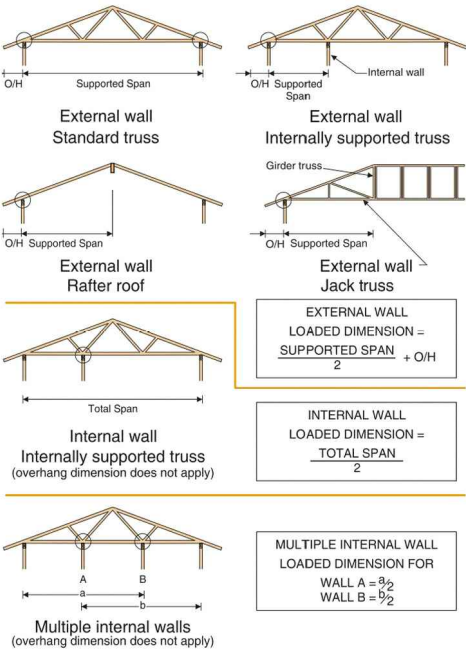 O/H
Supported Span
External wall
Standard truss
Internal wall
O/H
Supported
Span
External wall
Internally supported truss
O/H
Supported Span
External wall
Rafter roof
Girder truss
O/H
Supported Span
External wall
Jack truss
EXTERNAL WALL
LOADED DIMENSION =
SUPPORTED SPAN
2
+ O/H
Total Span
Internal wall
Internally supported truss
(overhang dimension does not apply)
INTERNAL WALL
LOADED DIMENSION =
TOTAL SPAN
2
A
B
a
b
Multiple internal walls
(overhang dimension does not apply)
MULTIPLE INTERNAL WALL
LOADED DIMENSION FOR
WALL A = a/2
WALL B = b/2